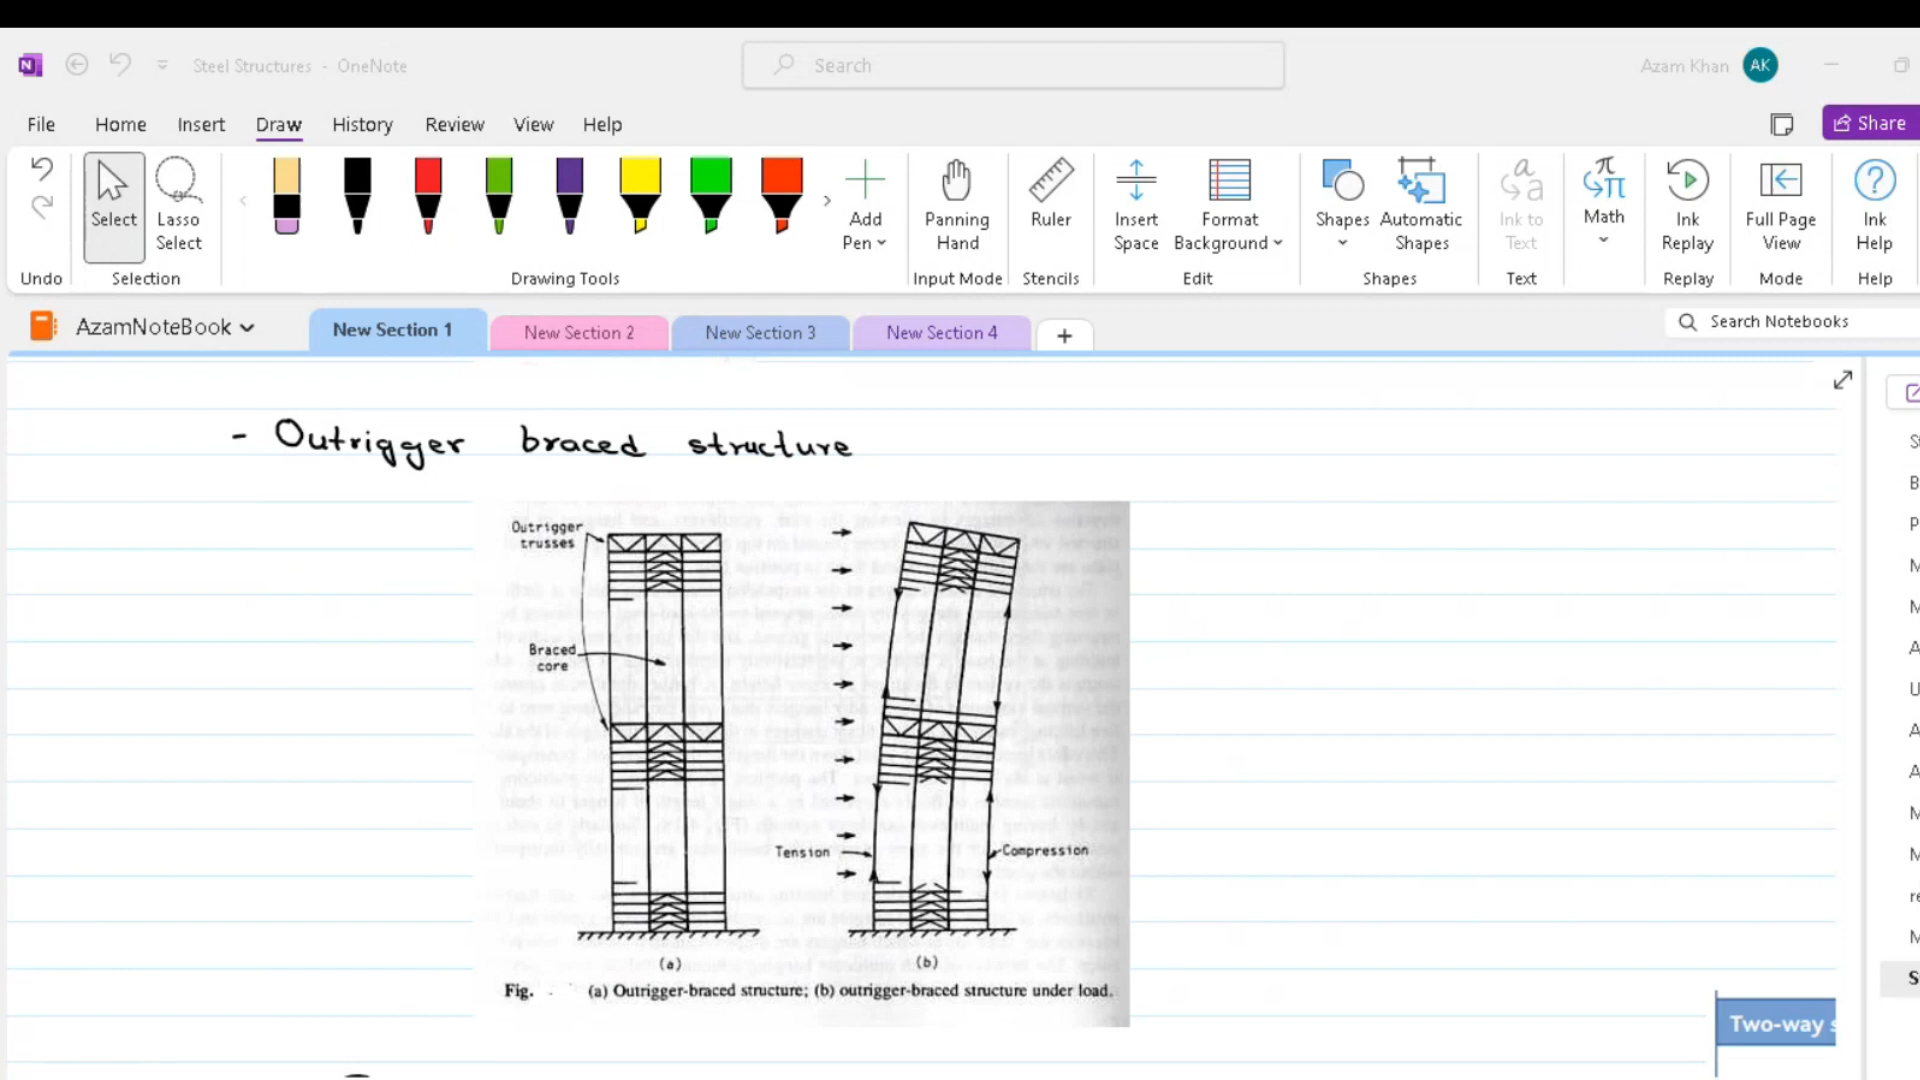 Steel Structures - OneNote
Search
Azam Khan
AK
File
Home
Insert
Draw
History
Review
View
Help
Share
Select
Lasso Select
Add Pen
Panning Hand
Ruler
Insert Space
Format Background
Shapes
Automatic Shapes
Ink to Text
Math
Ink Replay
Full Page View
Ink Help
Undo
Selection
Drawing Tools
Input Mode
Stencils
Edit
Shapes
Text
Replay
Mode
Help
AzamNoteBook
New Section 1
New Section 2
New Section 3
New Section 4
Search Notebooks
- Outrigger braced structure
Outrigger
trusses
Braced
core
Tension
Compression
(a)
(b)
Fig. (a) Outrigger-braced structure; (b) outrigger-braced structure under load.
Two-way s